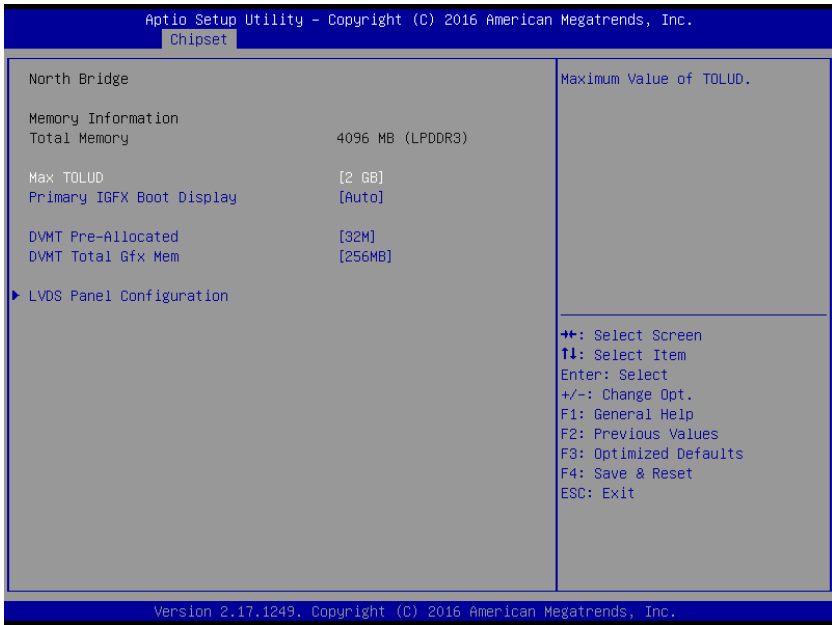 Aptio Setup Utility – Copyright (C) 2016 American Megatrends, Inc.
Chipset
North Bridge
Memory Information
Total Memory 4096 MB (LPDDR3)
Max TOLUD [2 GB]
Primary IGFX Boot Display [Auto]
DVMT Pre-Allocated [32M]
DVMT Total Gfx Mem [256MB]
▶ LVDS Panel Configuration
Maximum Value of TOLUD.
→←: Select Screen
↑↓: Select Item
Enter: Select
+/-: Change Opt.
F1: General Help
F2: Previous Values
F3: Optimized Defaults
F4: Save & Reset
ESC: Exit
Version 2.17.1249. Copyright (C) 2016 American Megatrends, Inc.